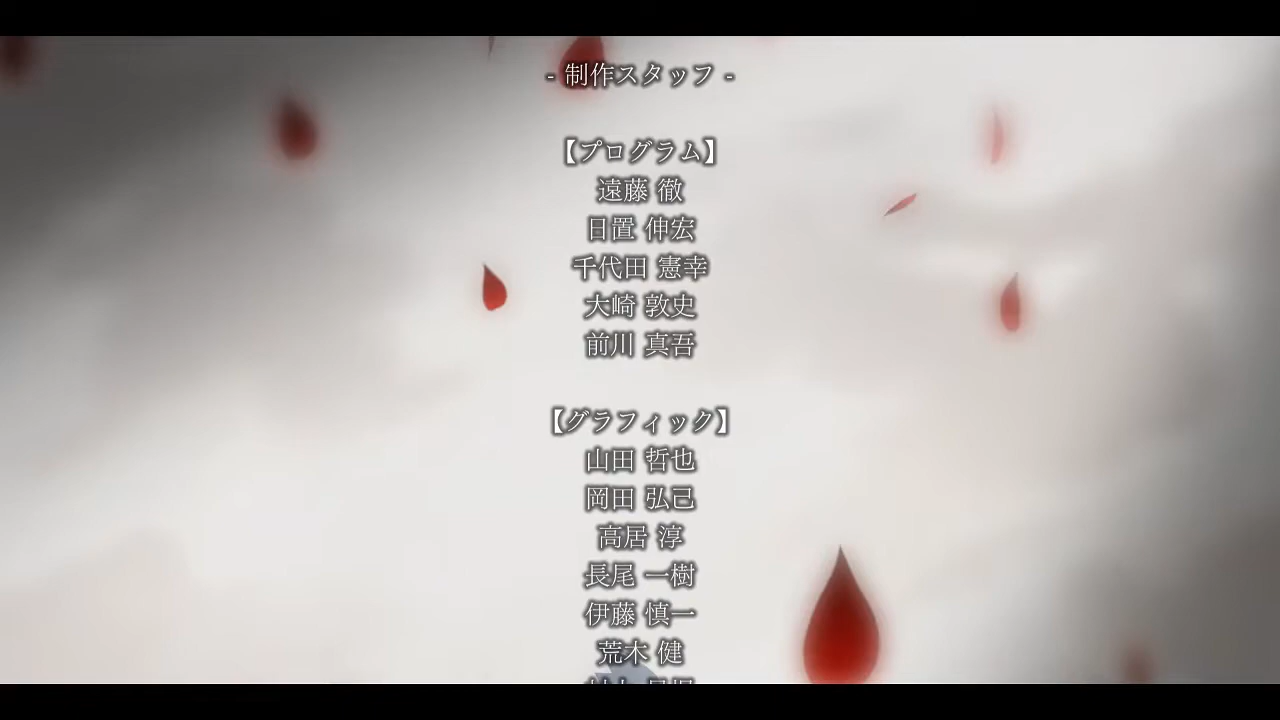 - 制作スタッフ -
【プログラム】
遠藤 徹
日置 伸宏
千代田 憲幸
大崎 敦史
前川 真吾
【グラフィック】
山田 哲也
岡田 弘己
高居 淳
長尾 一樹
伊藤 慎一
荒木 健